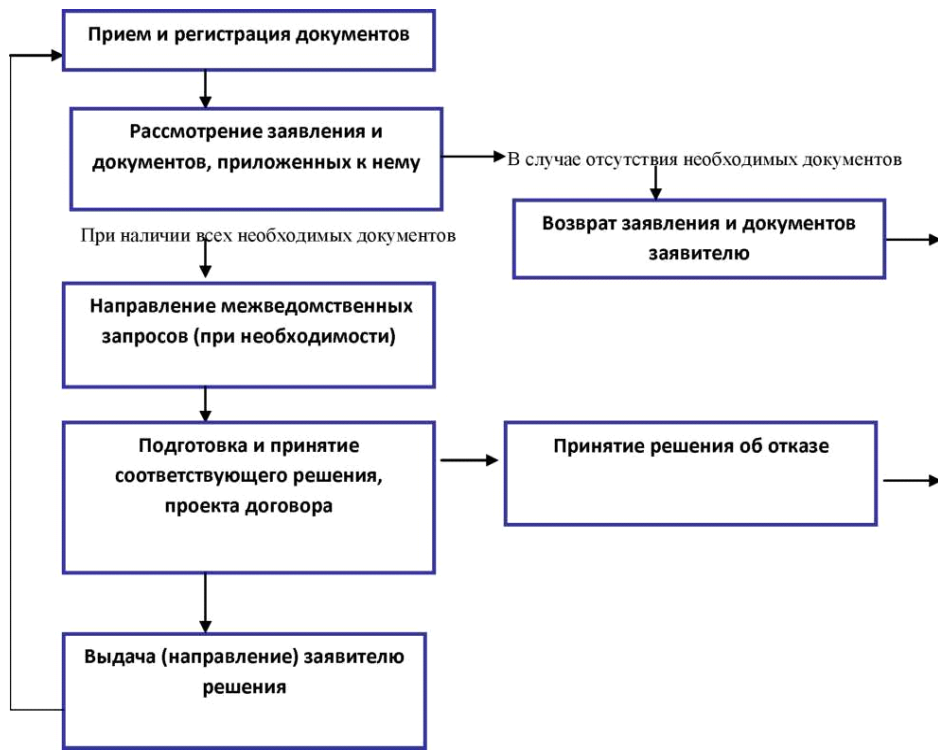 Прием и регистрация документов
Рассмотрение заявления и
документов, приложенных к нему
В случае отсутствия необходимых документов
Возврат заявления и документов
заявителю
При наличии всех необходимых документов
Направление межведомственных
запросов (при необходимости)
Подготовка и принятие
соответствующего решения,
проекта договора
Принятие решения об отказе
Выдача (направление) заявителю
решения